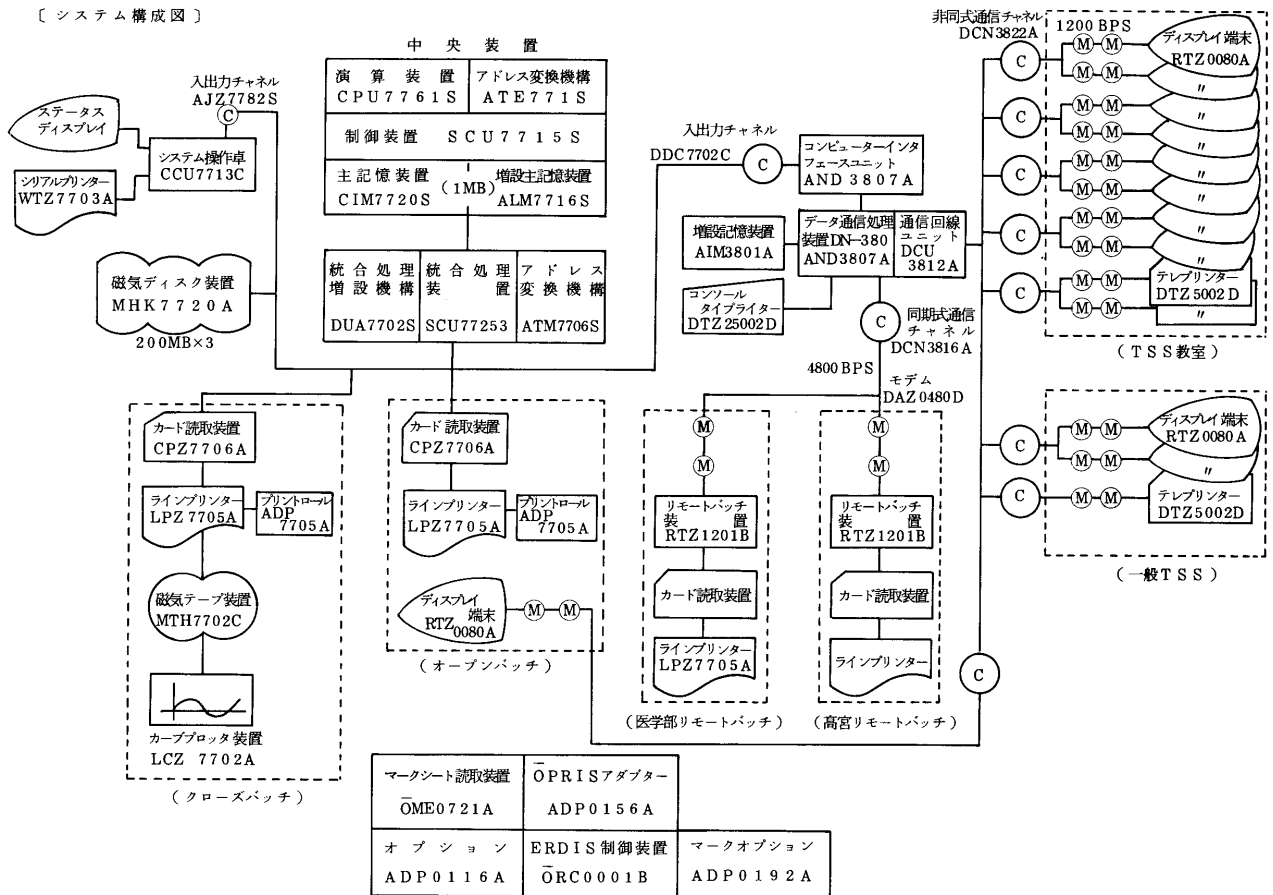 〔システム構成図〕
中央装置
演算装置
CPU7761S
アドレス変換機構
ATE771S
制御装置 SCU7715S
主記憶装置
CIM7720S
(1MB)
増設主記憶装置
ALM7716S
統合処理
増設機構
DUA7702S
統合処理
装置
SCU77253
アドレス
変換機構
ATM7706S
入出力チャネル
AJZ7782S
C
ステータス
ディスプレイ
システム操作卓
CCU7713C
シリアルプリンター
WTZ7703A
磁気ディスク装置
MHK7720A
200MB×3
カード読取装置
CPZ7706A
ラインプリンター
LPZ7705A
プリントロール
ADP
7705A
磁気テープ装置
MTH7702C
カーブプロッタ装置
LCZ 7702A
(クローズバッチ)
カード読取装置
CPZ7706A
ラインプリンター
LPZ7705A
プリントロール
ADP
7705A
ディスプレイ
端末
RTZ0080A
M M
(オープンバッチ)
入出力チャネル
DDC7702C
C
コンピューターインタ
フェースユニット
AND3807A
増設記憶装置
AIM3801A
データ通信処理
装置DN-380
AND3807A
通信回線
ユニット
DCU
3812A
コンソール
タイプライター
DTZ25002D
C
同期式通信
チャネル
DCN3816A
4800BPS
モデム
DAZ0480D
M
M
リモートバッチ
装置
RTZ1201B
カード読取装置
ラインプリンター
LPZ7705A
(医学部リモートバッチ)
M
M
リモートバッチ
装置
RTZ1201B
カード読取装置
ラインプリンター
(高宮リモートバッチ)
非同式通信チャネル
DCN3822A
1200BPS
C
M M
M M
ディスプレイ端末
RTZ0080A
〃
C
M M
M M
〃
C
M M
M M
〃
C
M M
M M
〃
C
M M
M M
テレプリンター
DTZ5002D
〃
(TSS教室)
C
M M
M M
ディスプレイ端末
RTZ0080A
〃
C
M M
テレプリンター
DTZ5002D
(一般TSS)
C
マークシート読取装置
O̅ME0721A
O̅PRISアダプター
ADP0156A
オプション
ADP0116A
ERDIS制御装置
O̅RC0001B
マークオプション
ADP0192A